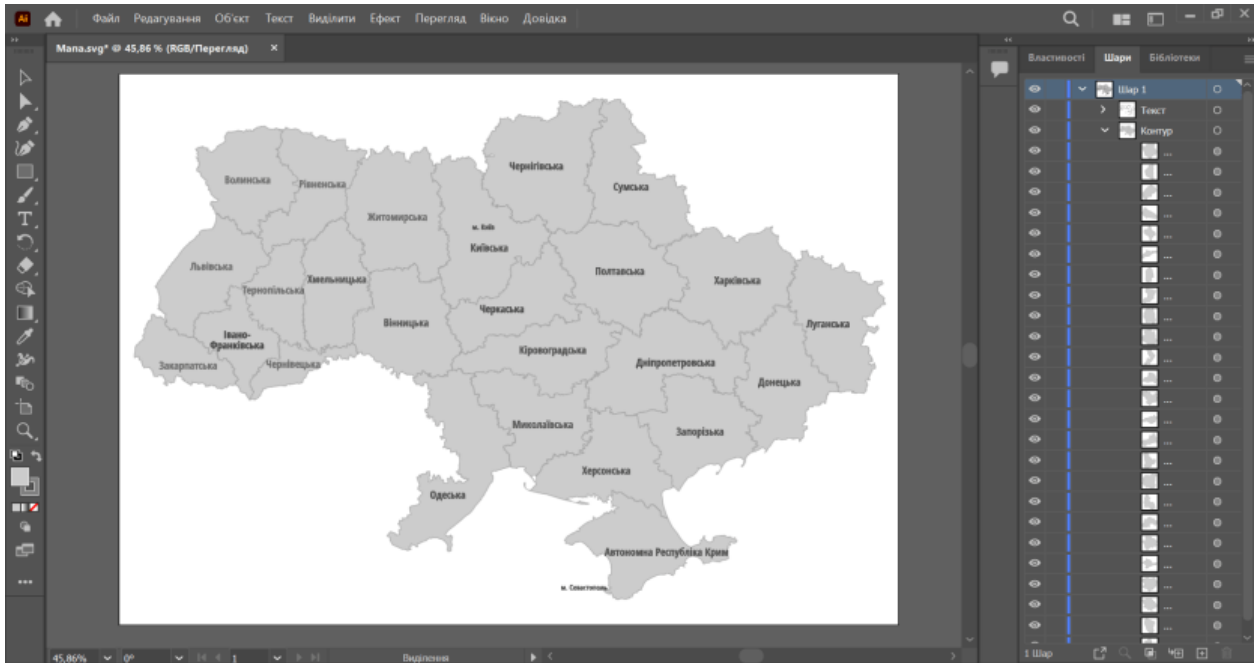 Ai Файл Редагування Об'єкт Текст Виділити Ефект Перегляд Вікно Довідка
Мапа.svg* @ 45,86 % (RGB/Перегляд) ×
Властивості Шари Бібліотеки
Шар 1
Текст
Контур
Чернігівська
Волинська
Рівненська
Сумська
Житомирська
м. Київ
Київська
Львівська
Полтавська
Хмельницька
Харківська
Тернопільська
Черкаська
Вінницька
Луганська
Івано-
Франківська
Кіровоградська
Закарпатська
Чернівецька
Дніпропетровська
Донецька
Миколаївська
Запорізька
Херсонська
Одеська
Автономна Республіка Крим
м. Севастополь
45,86% 0° 1 Виділення
1 Шар